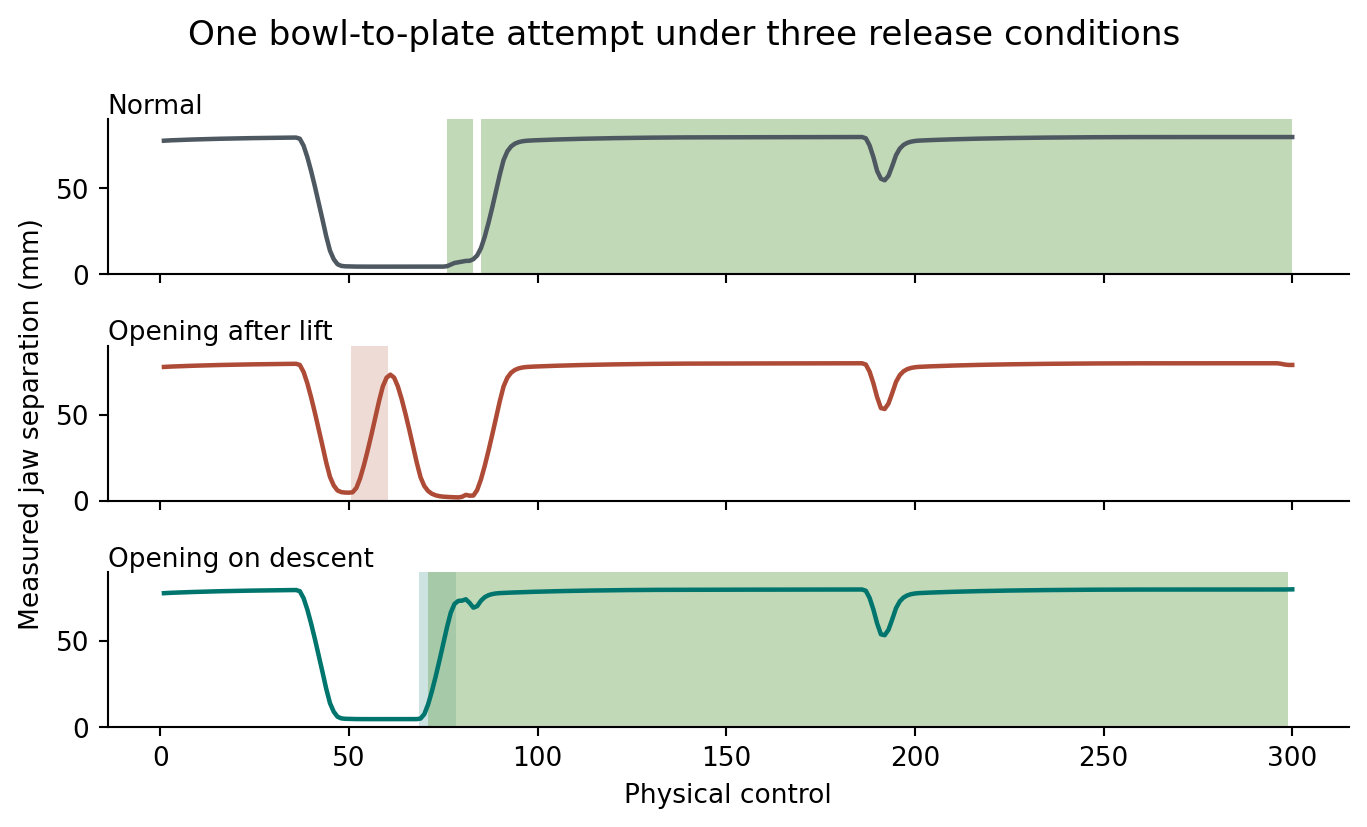 One bowl-to-plate attempt under three release conditions
Normal
50
0
Opening after lift
50
0
Measured jaw separation (mm)
Opening on descent
50
0
0 50 100 150 200 250 300
Physical control